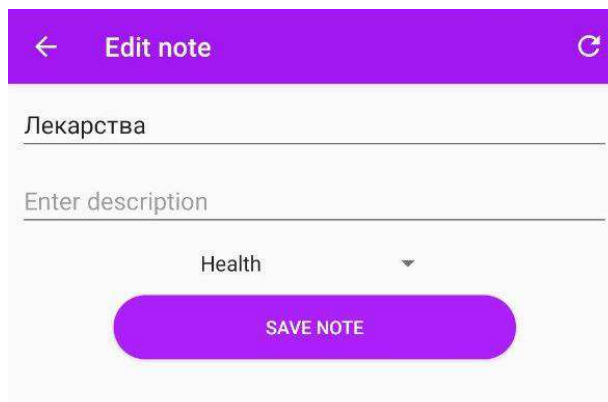 Edit note
Лекарства
Enter description
Health
SAVE NOTE